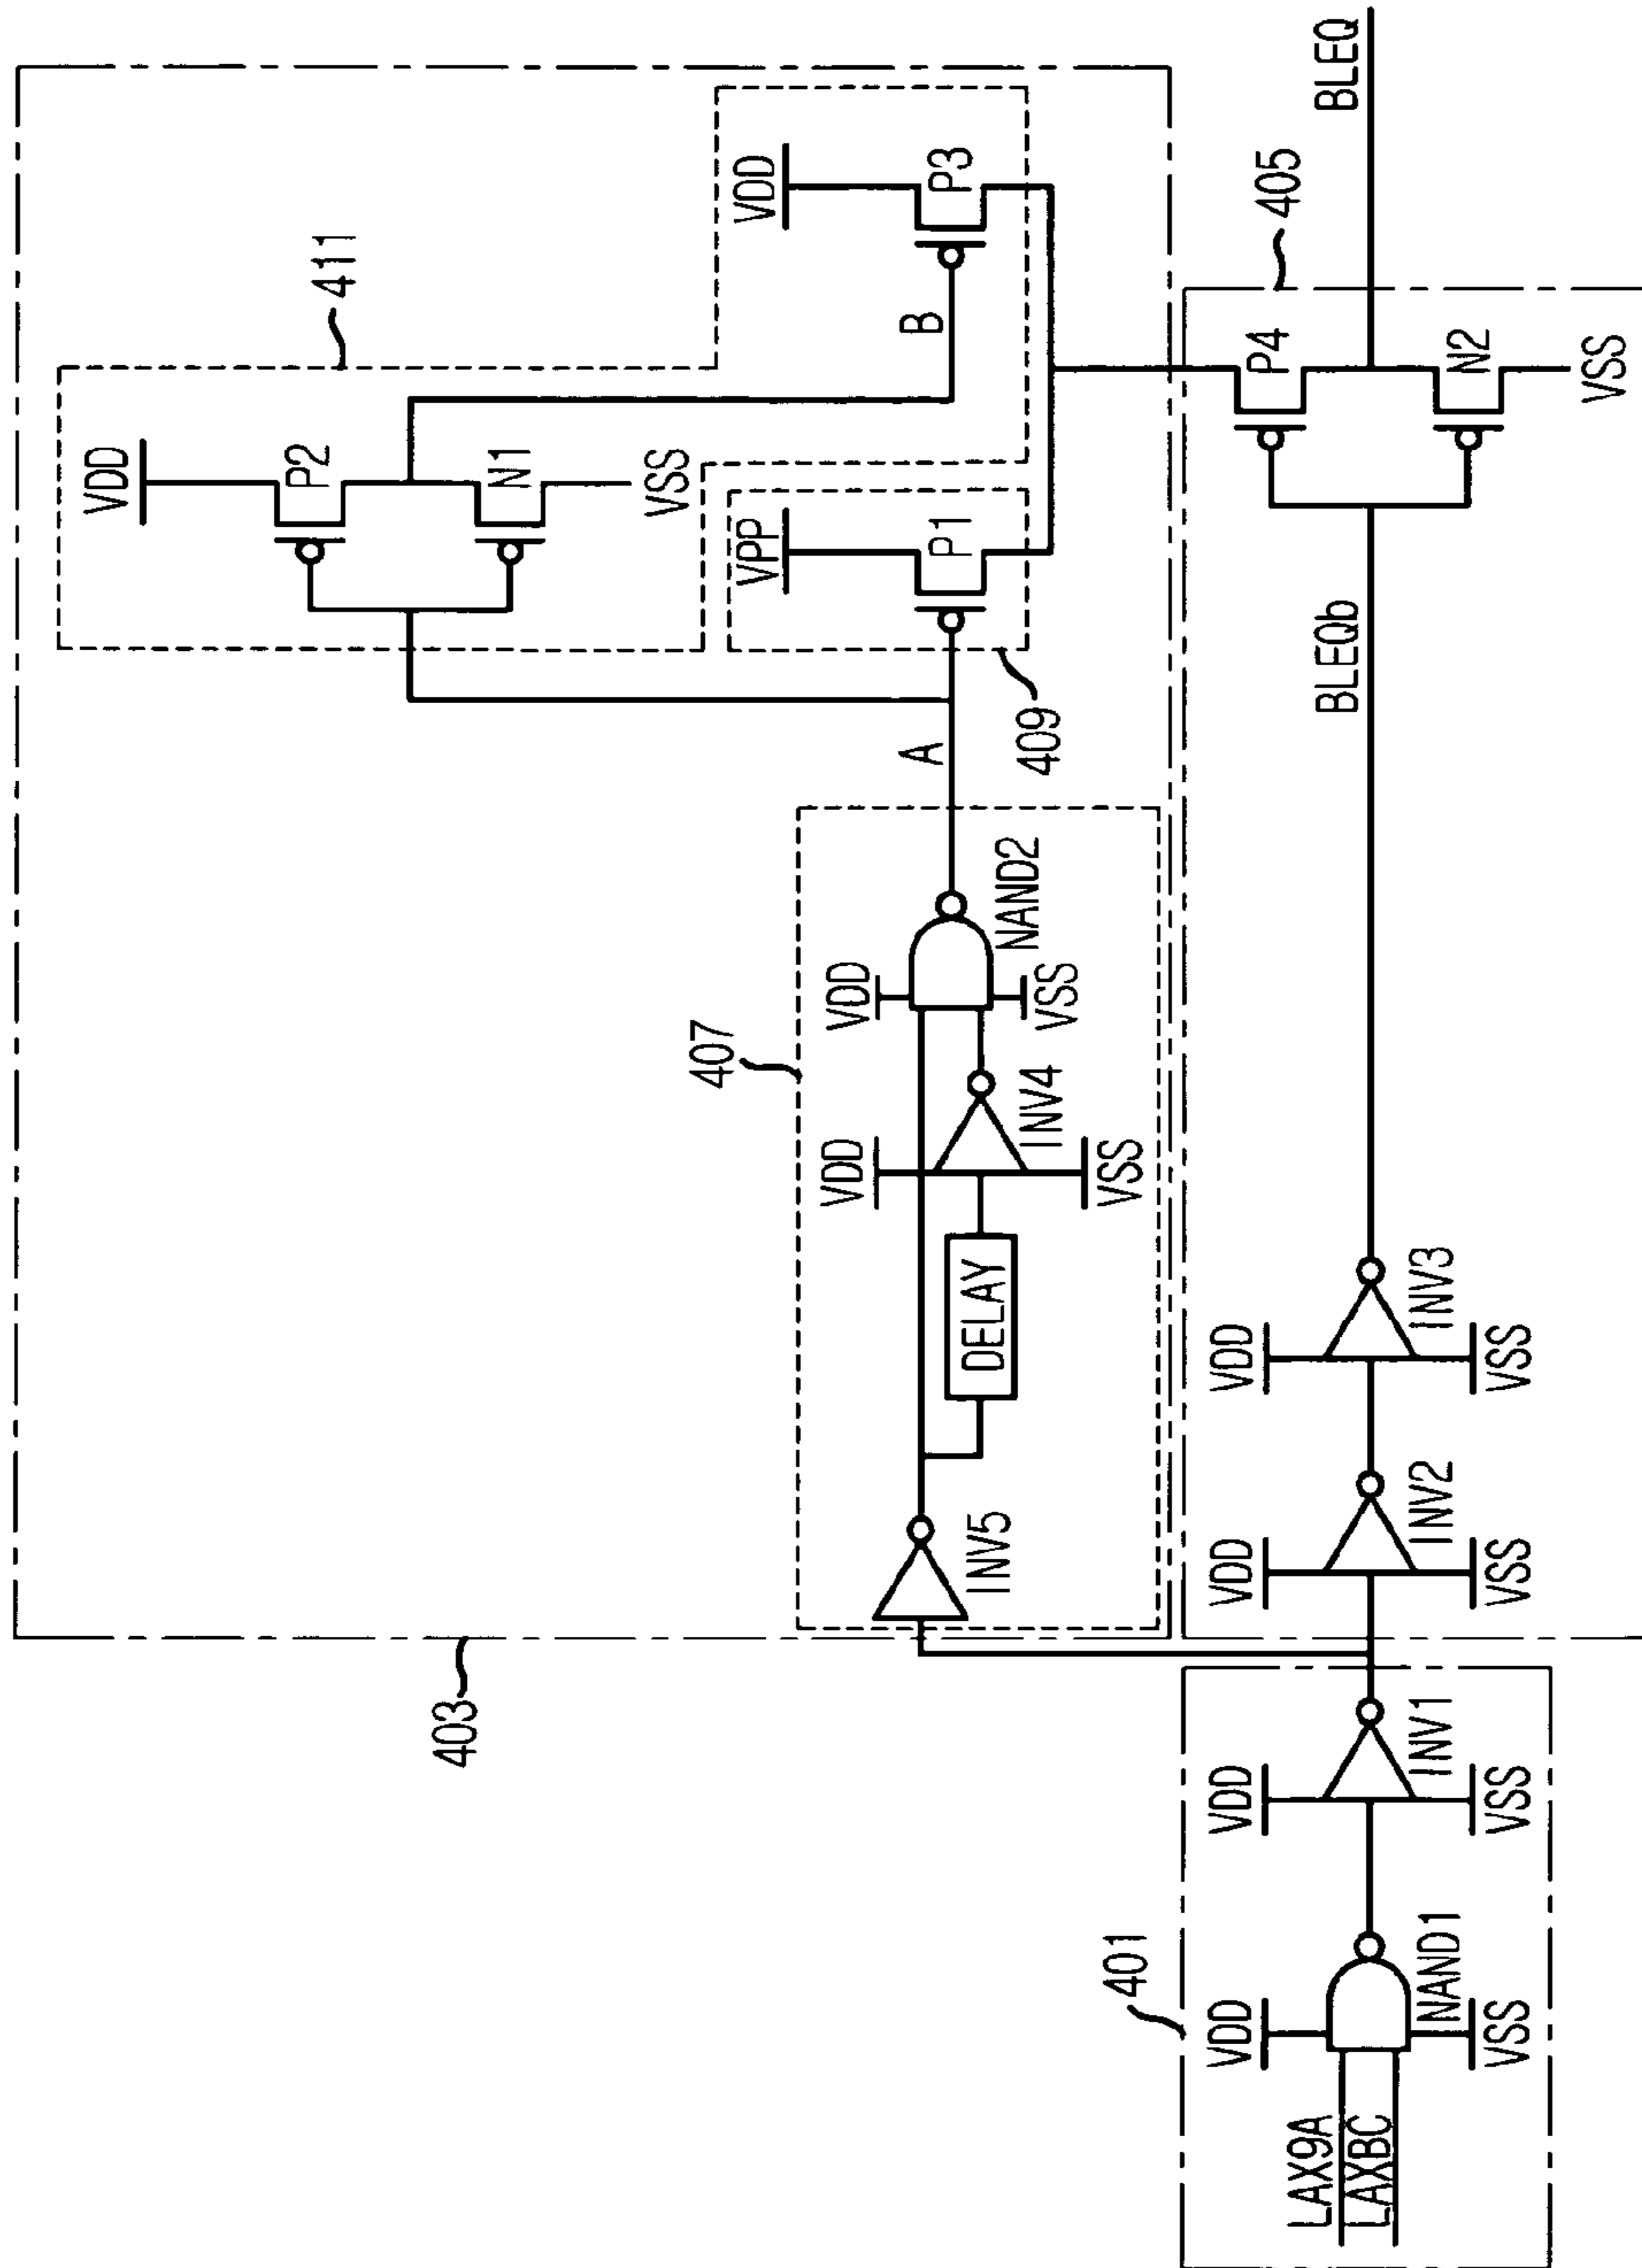 403
411
VDD
P2
N1
VSS
VDD
P3
B
VPP
P1
409
A
407
VDD
NAND2
VSS
VDD
INV4
VSS
DELAY
INV5
401
LAX9A
LAXBC
VDD
NAND1
VSS
VDD
INV1
VSS
VDD
INV2
VSS
VDD
INV3
VSS
BLEQb
405
P4
N2
VSS
BLEQ